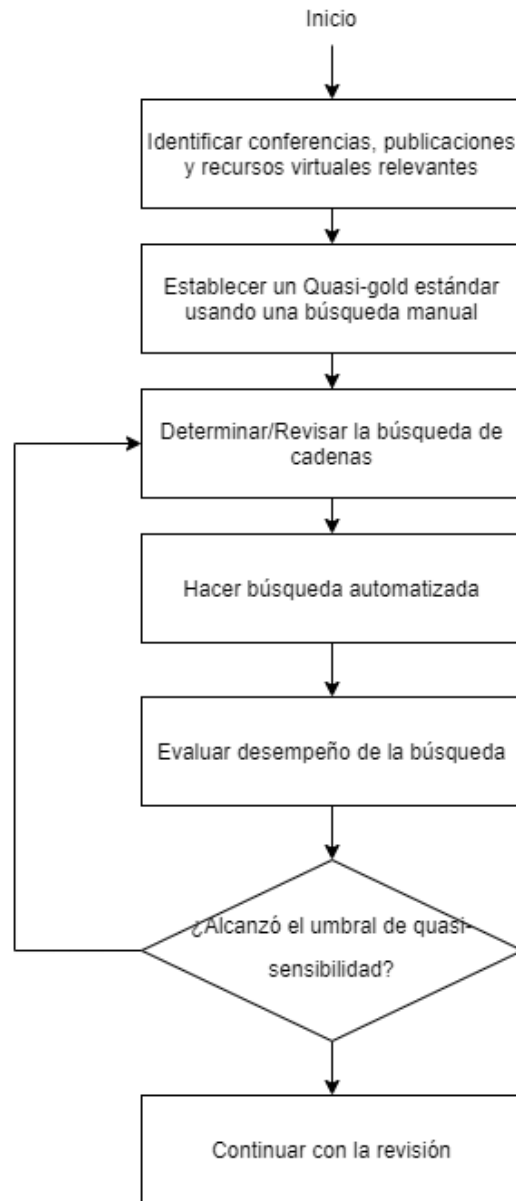 Inicio
Identificar conferencias, publicaciones
y recursos virtuales relevantes
Establecer un Quasi-gold estándar
usando una búsqueda manual
Determinar/Revisar la búsqueda de
cadenas
Hacer búsqueda automatizada
Evaluar desempeño de la búsqueda
¿Alcanzó el umbral de quasi-
sensibilidad?
Continuar con la revisión